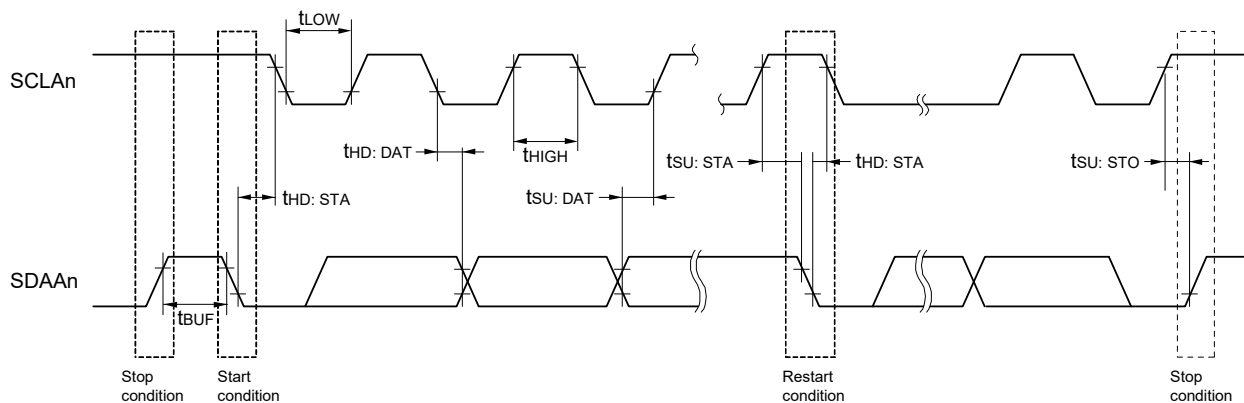 tLOW
SCLAn
tHD: DAT
tHIGH
tSU: STA
tHD: STA
tSU: STO
tHD: STA
tSU: DAT
SDAAn
tBUF
Stop
condition
Start
condition
Restart
condition
Stop
condition